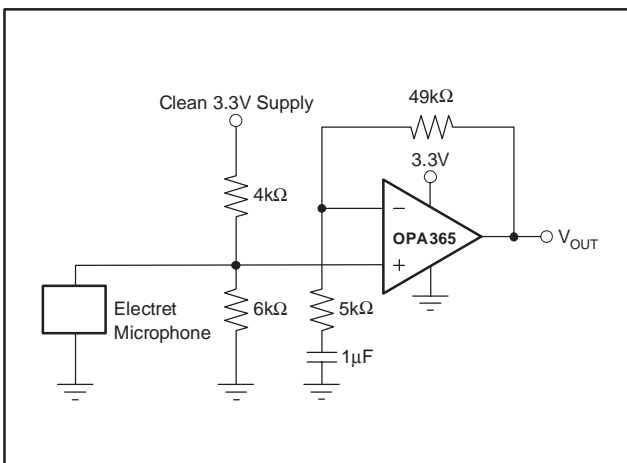 49kΩ
Clean 3.3V Supply
3.3V
4kΩ
−
OPA365
V_OUT
+
Electret
Microphone
6kΩ
5kΩ
1µF